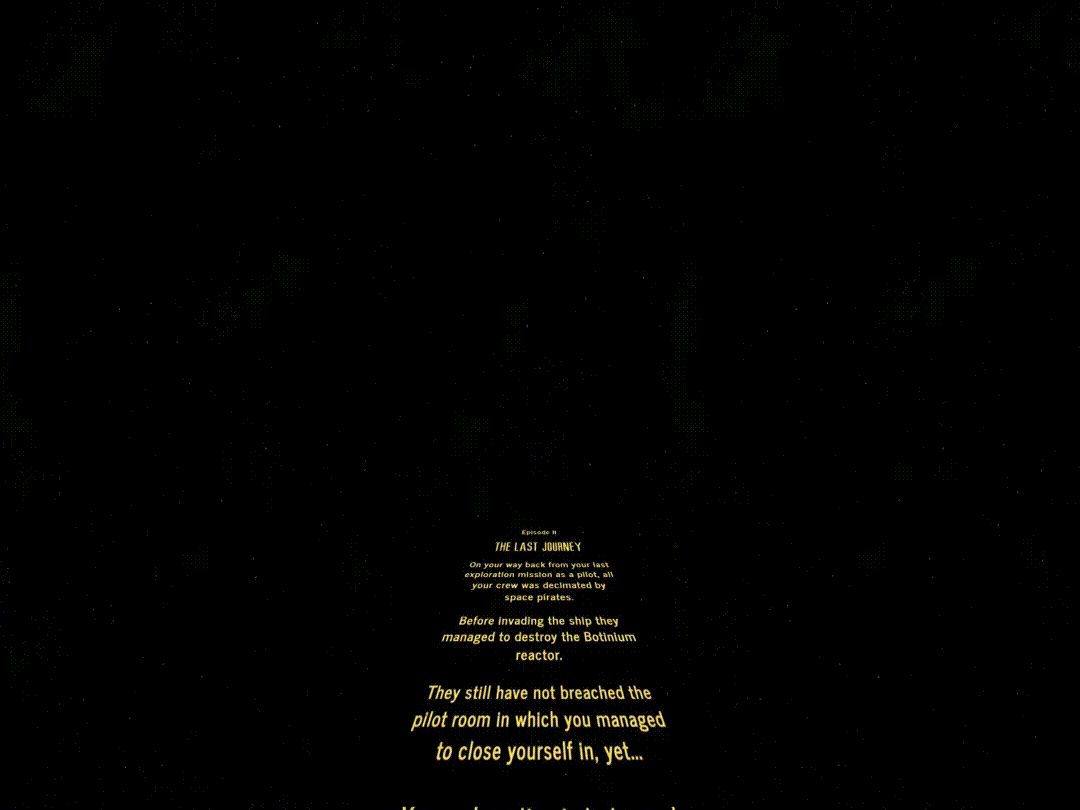 Episode II
THE LAST JOURNEY
On your way back from your last
exploration mission as a pilot, all
your crew was decimated by
space pirates.
Before invading the ship they
managed to destroy the Botinium
reactor.
They still have not breached the
pilot room in which you managed
to close yourself in, yet...